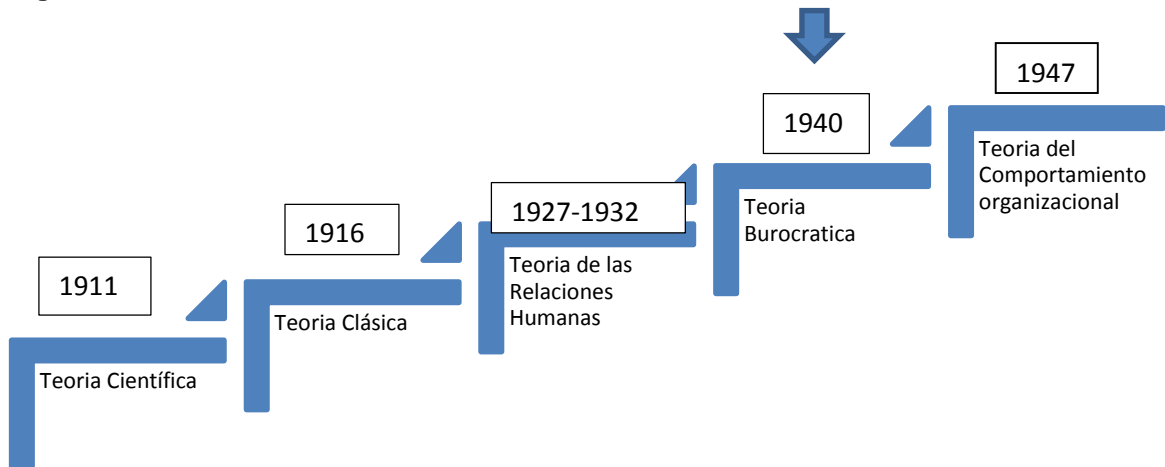 1911
Teoria Científica
1916
Teoria Clásica
1927-1932
Teoria de las
Relaciones
Humanas
1940
Teoria
Burocratica
1947
Teoria del
Comportamiento
organizacional